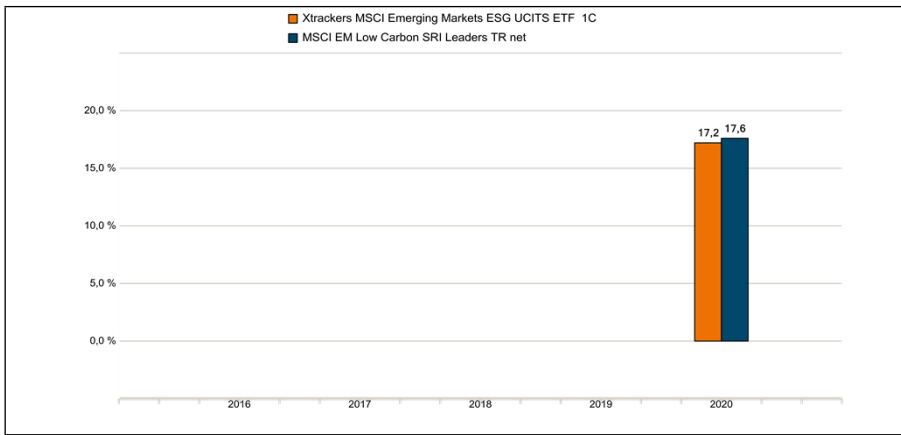 Xtrackers MSCI Emerging Markets ESG UCITS ETF 1C
MSCI EM Low Carbon SRI Leaders TR net
20,0 %
17,2 17,6
15,0 %
10,0 %
5,0 %
0,0 %
2016 2017 2018 2019 2020